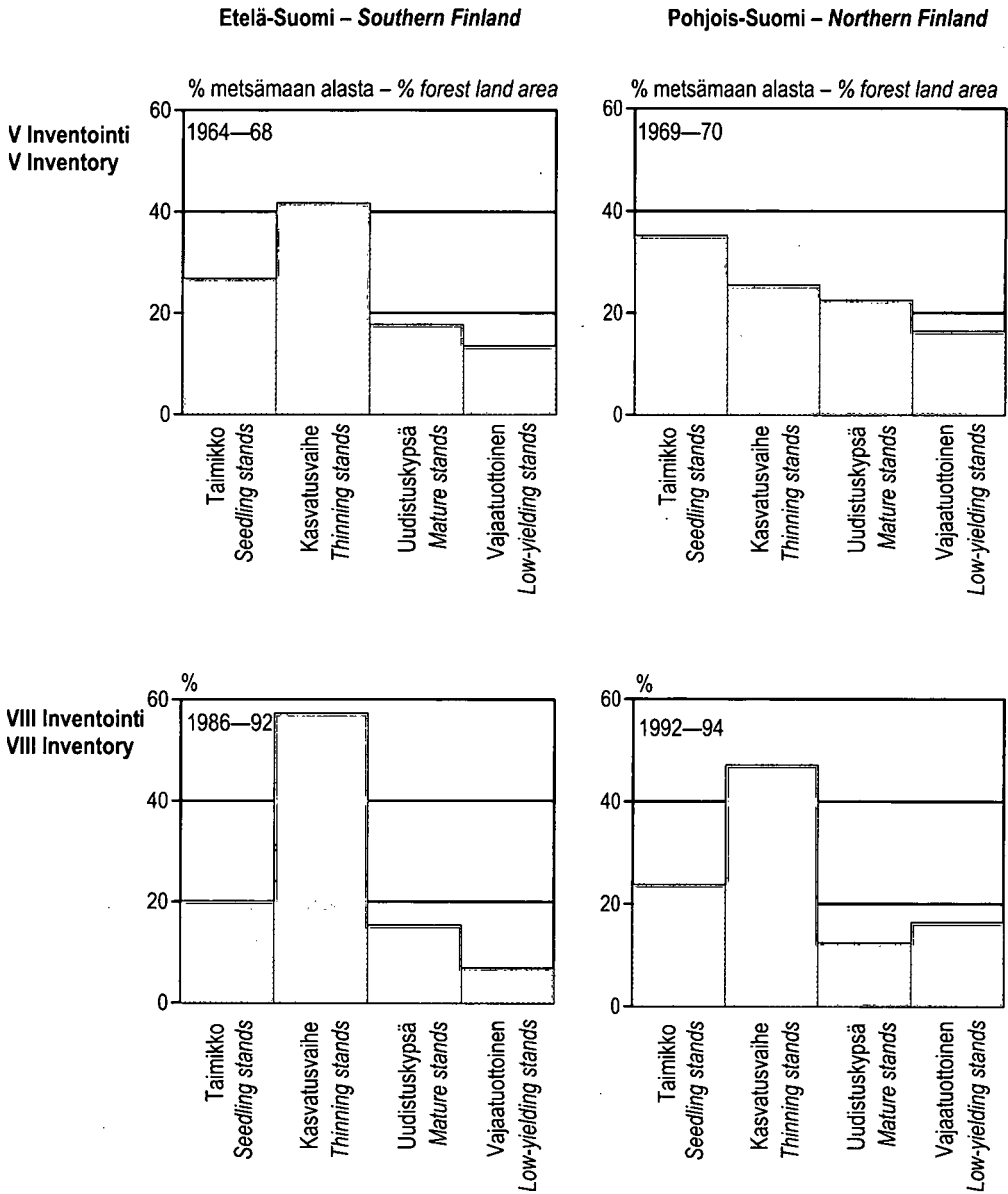 Etelä-Suomi – Southern Finland
Pohjois-Suomi – Northern Finland
% metsämaan alasta – % forest land area
% metsämaan alasta – % forest land area
V Inventointi
V Inventory
60
40
20
0
1964—68
Taimikko
Seedling stands
Kasvatusvaihe
Thinning stands
Uudistuskypsä
Mature stands
Vajaatuottoinen
Low-yielding stands
60
40
20
0
1969—70
Taimikko
Seedling stands
Kasvatusvaihe
Thinning stands
Uudistuskypsä
Mature stands
Vajaatuottoinen
Low-yielding stands
VIII Inventointi
VIII Inventory
%
60
40
20
0
1986—92
Taimikko
Seedling stands
Kasvatusvaihe
Thinning stands
Uudistuskypsä
Mature stands
Vajaatuottoinen
Low-yielding stands
%
60
40
20
0
1992—94
Taimikko
Seedling stands
Kasvatusvaihe
Thinning stands
Uudistuskypsä
Mature stands
Vajaatuottoinen
Low-yielding stands